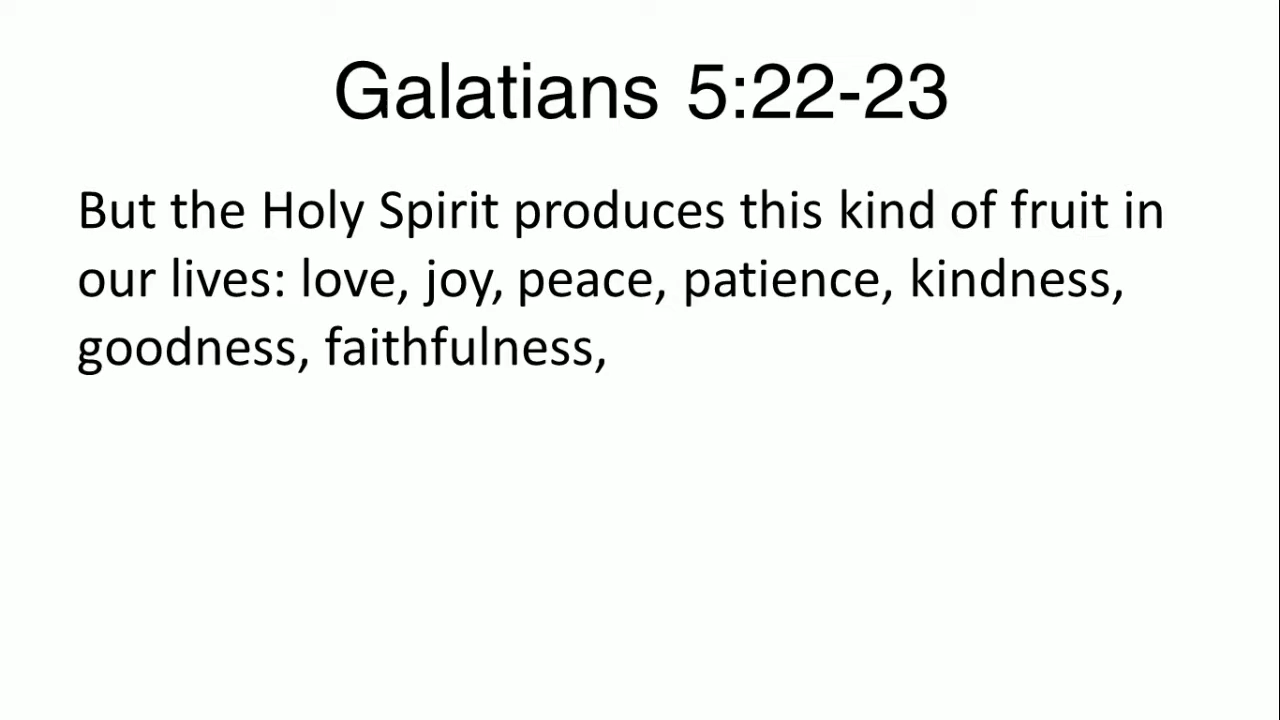 Galatians 5:22-23
But the Holy Spirit produces this kind of fruit in
our lives: love, joy, peace, patience, kindness,
goodness, faithfulness,